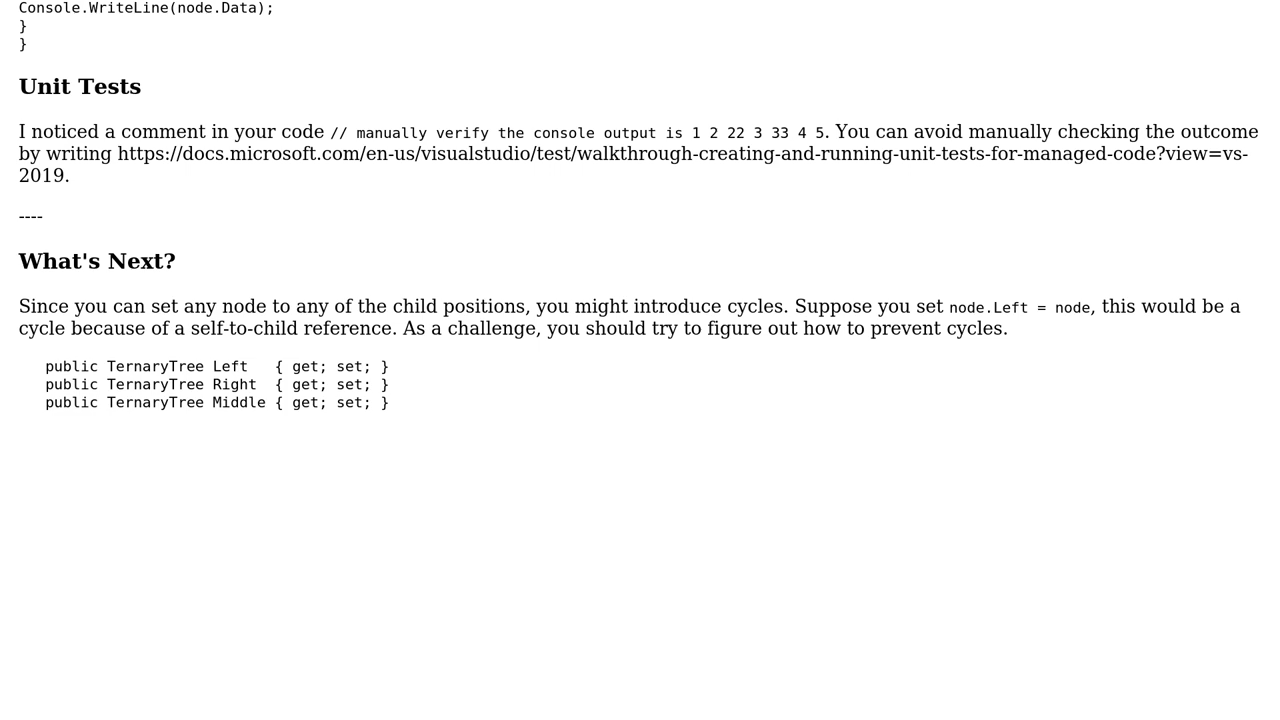 Console.WriteLine(node.Data);
}
}
Unit Tests
I noticed a comment in your code // manually verify the console output is 1 2 22 3 33 4 5. You can avoid manually checking the outcome
by writing https://docs.microsoft.com/en-us/visualstudio/test/walkthrough-creating-and-running-unit-tests-for-managed-code?view=vs-
2019.
----
What's Next?
Since you can set any node to any of the child positions, you might introduce cycles. Suppose you set node.Left = node, this would be a
cycle because of a self-to-child reference. As a challenge, you should try to figure out how to prevent cycles.
   public TernaryTree Left   { get; set; }
   public TernaryTree Right  { get; set; }
   public TernaryTree Middle { get; set; }